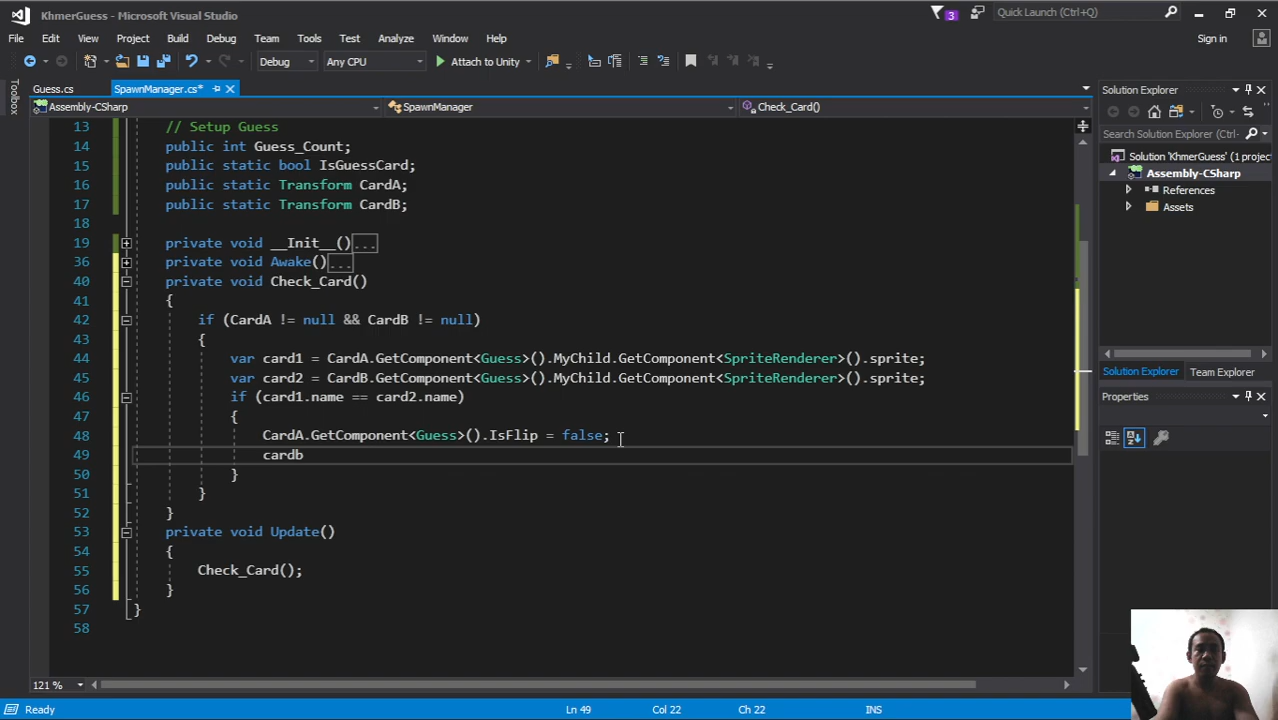 KhmerGuess - Microsoft Visual Studio
3
Quick Launch (Ctrl+Q)
File Edit View Project Build Debug Team Tools Test Analyze Window Help
Sign in
Debug Any CPU Attach to Unity
Toolbox
Guess.cs SpawnManager.cs*
Assembly-CSharp SpawnManager Check_Card()
13 // Setup Guess
14 public int Guess_Count;
15 public static bool IsGuessCard;
16 public static Transform CardA;
17 public static Transform CardB;
18
19 private void __Init__()...
36 private void Awake()...
40 private void Check_Card()
41 {
42 if (CardA != null && CardB != null)
43 {
44 var card1 = CardA.GetComponent<Guess>().MyChild.GetComponent<SpriteRenderer>().sprite;
45 var card2 = CardB.GetComponent<Guess>().MyChild.GetComponent<SpriteRenderer>().sprite;
46 if (card1.name == card2.name)
47 {
48 CardA.GetComponent<Guess>().IsFlip = false;
49 cardb
50 }
51 }
52 }
53 private void Update()
54 {
55 Check_Card();
56 }
57 }
58
121 %
Solution Explorer
Search Solution Explorer (Ctrl+
Solution 'KhmerGuess' (1 projec
Assembly-CSharp
References
Assets
Solution Explorer Team Explorer
Properties
Ready Ln 49 Col 22 Ch 22 INS